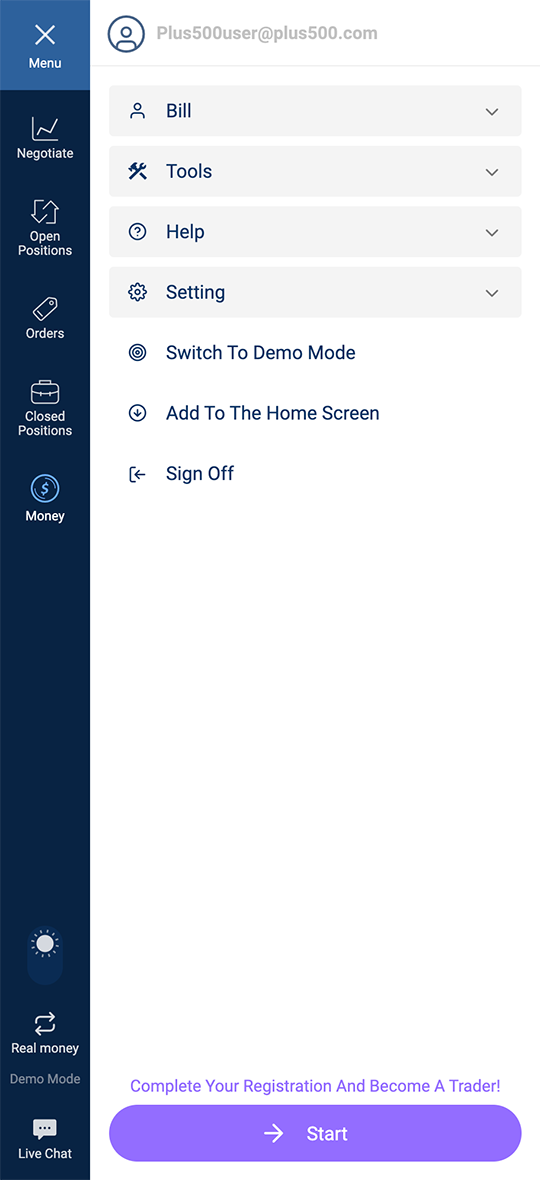 Menu
Plus500user@plus500.com
Negotiate
Open
Positions
Orders
Closed
Positions
Money
Bill
Tools
Help
Setting
Switch To Demo Mode
Add To The Home Screen
Sign Off
Real money
Demo Mode
Live Chat
Complete Your Registration And Become A Trader!
Start